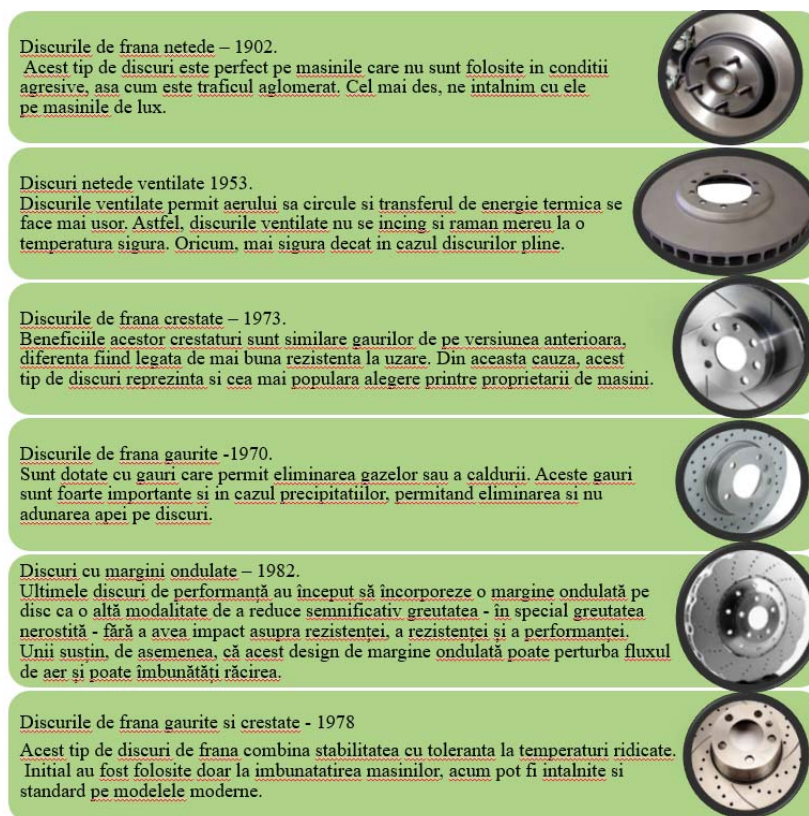 Discurile de frana netede – 1902.
Acest tip de discuri este perfect pe masinile care nu sunt folosite in conditii
agresive, asa cum este traficul aglomerat. Cel mai des, ne intalnim cu ele
pe masinile de lux.
Discuri netede ventilate 1953.
Discurile ventilate permit aerului sa circule si transferul de energie termica se
face mai usor. Astfel, discurile ventilate nu se incing si raman mereu la o
temperatura sigura. Oricum, mai sigura decat in cazul discurilor pline.
Discurile de frana crestate – 1973.
Beneficiile acestor crestaturi sunt similare gaurilor de pe versiunea anterioara,
diferenta fiind legata de mai buna rezistenta la uzare. Din aceasta cauza, acest
tip de discuri reprezinta si cea mai populara alegere printre proprietarii de masini.
Discurile de frana gaurite -1970.
Sunt dotate cu gauri care permit eliminarea gazelor sau a caldurii. Aceste gauri
sunt foarte importante si in cazul precipitatiilor, permitand eliminarea si nu
adunarea apei pe discuri.
Discuri cu margini ondulate – 1982.
Ultimele discuri de performanță au început să încorporeze o margine ondulată pe
disc ca o altă modalitate de a reduce semnificativ greutatea - în special greutatea
nerostită - fără a avea impact asupra rezistenței, a rezistenței și a performanței.
Unii susțin, de asemenea, că acest design de margine ondulată poate perturba fluxul
de aer și poate îmbunătăți răcirea.
Discurile de frana gaurite si crestate - 1978
Acest tip de discuri de frana combina stabilitatea cu toleranta la temperaturi ridicate.
Initial au fost folosite doar la imbunatatirea masinilor, acum pot fi intalnite si
standard pe modelele moderne.